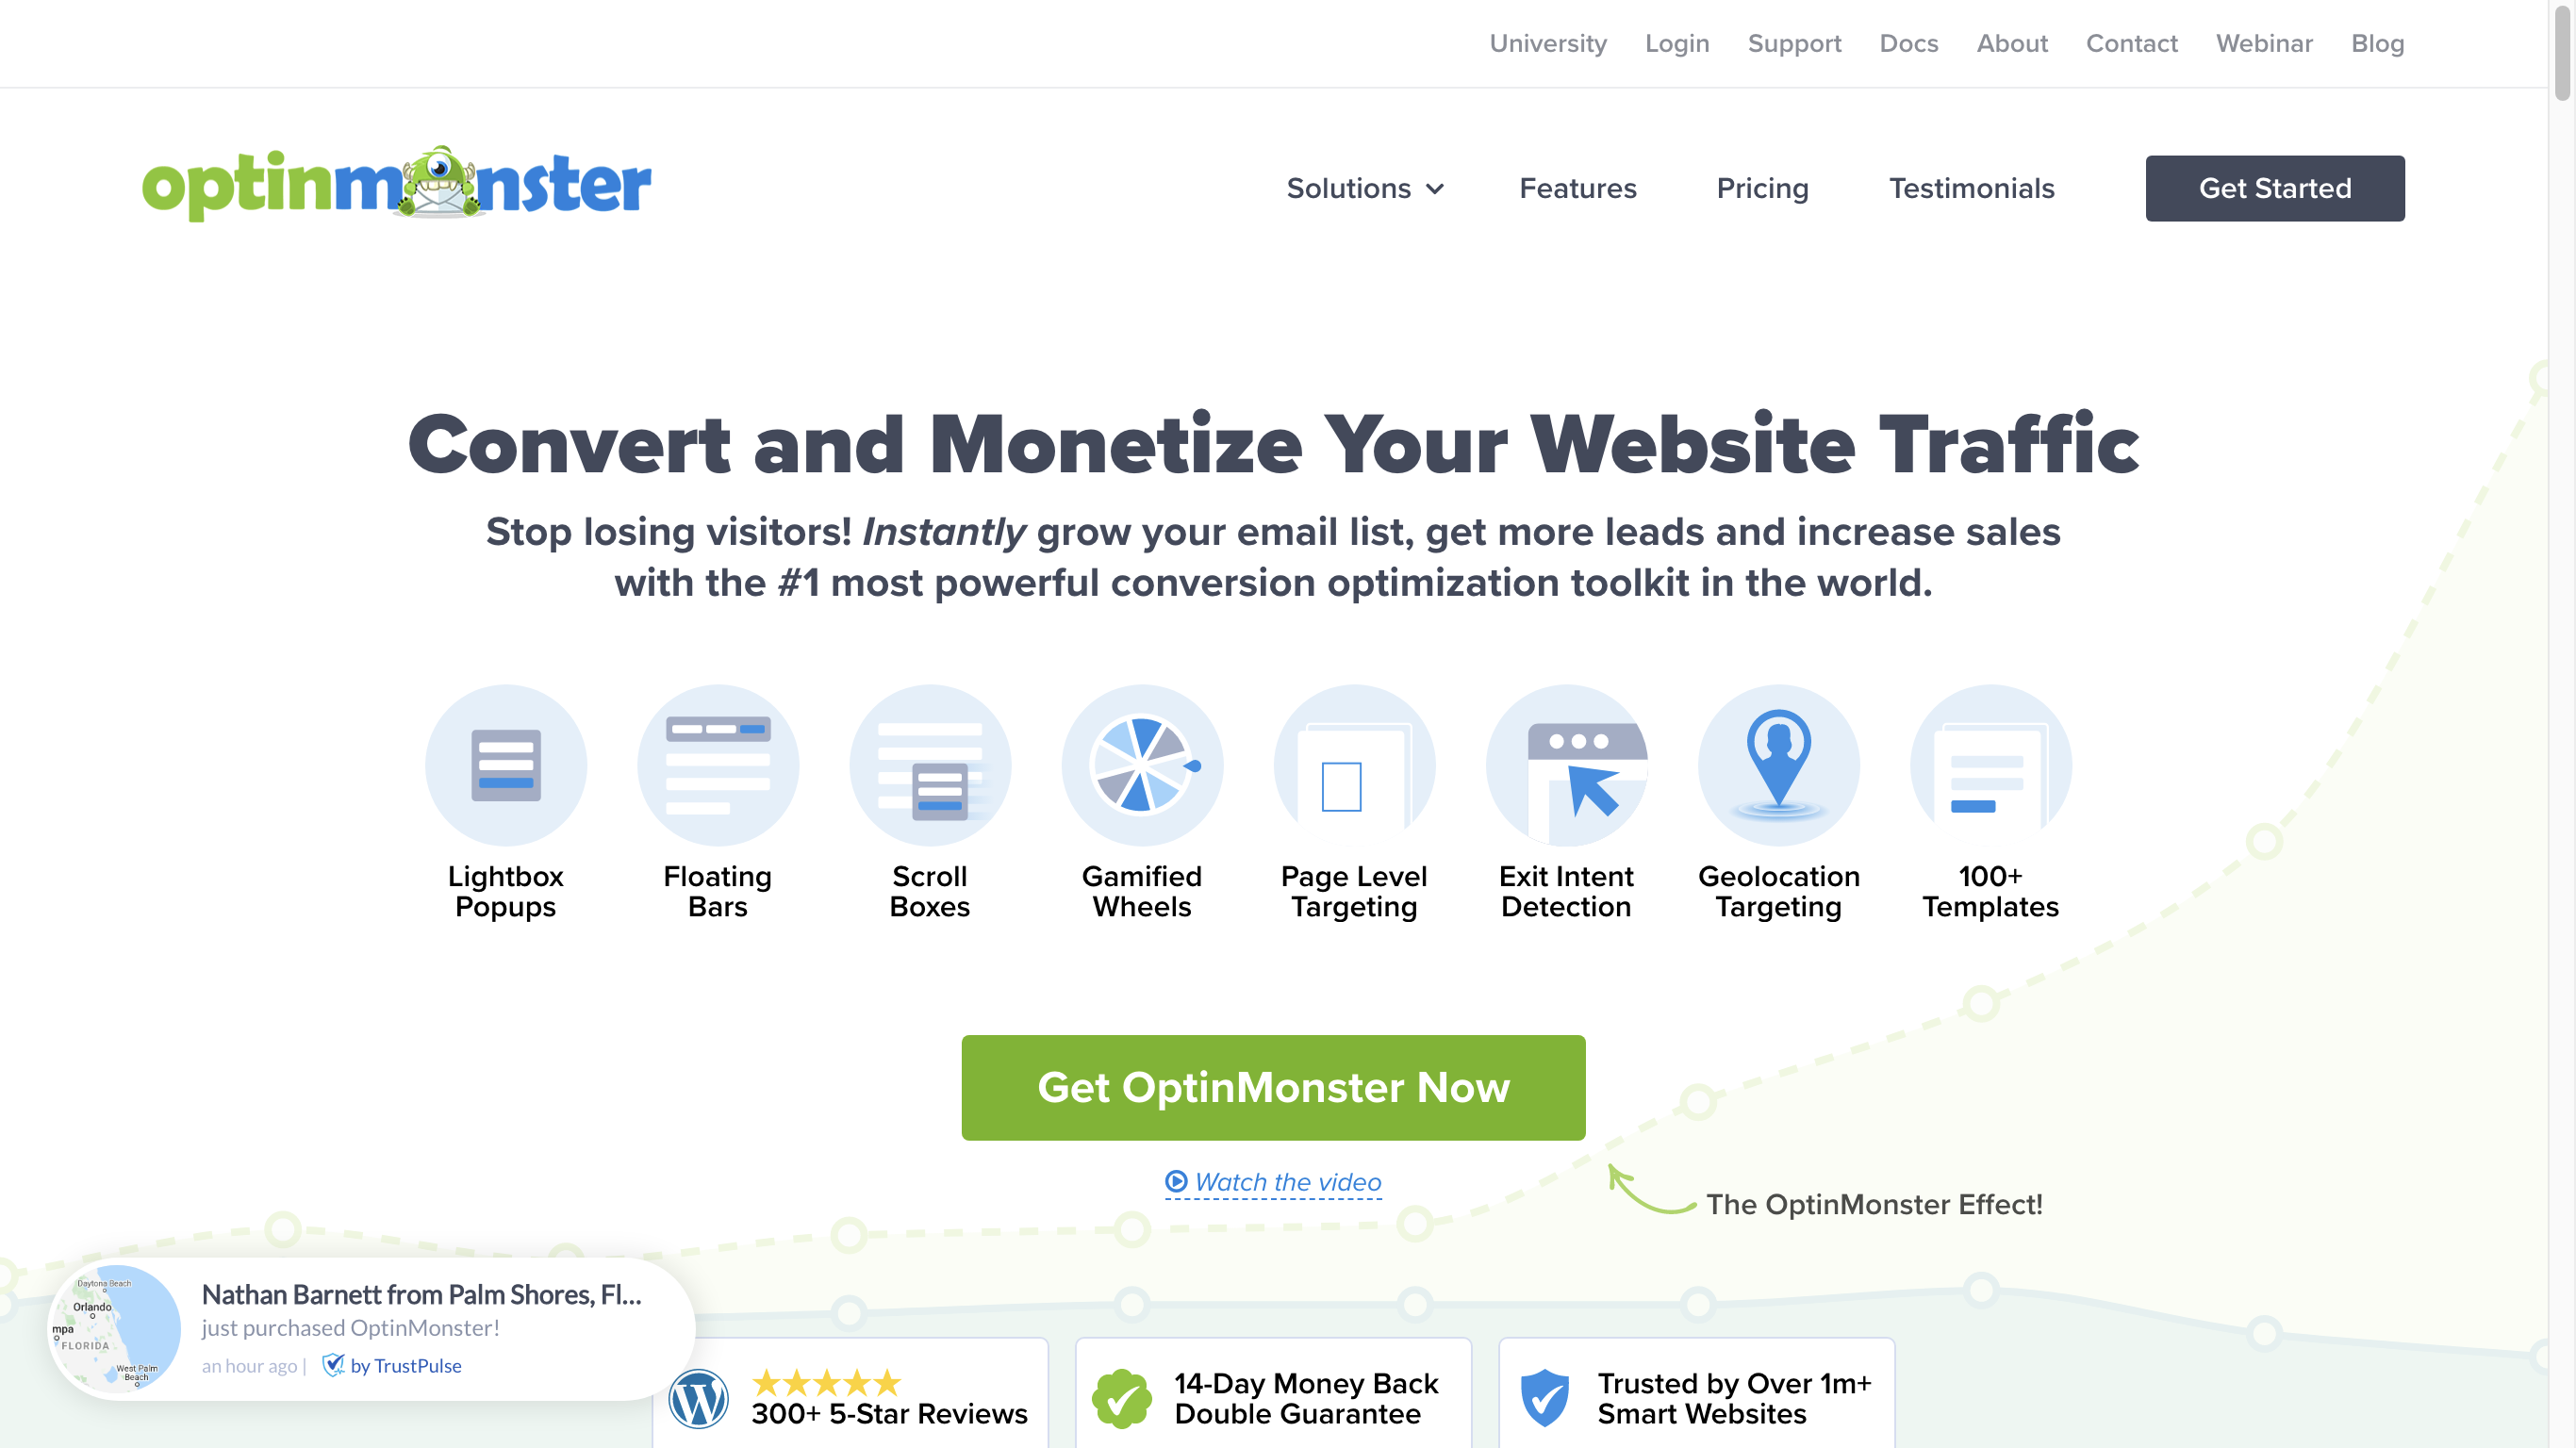 University Login Support Docs About Contact Webinar Blog
optinmonster
Solutions Features Pricing Testimonials Get Started
Convert and Monetize Your Website Traffic
Stop losing visitors! Instantly grow your email list, get more leads and increase sales
with the #1 most powerful conversion optimization toolkit in the world.
Lightbox
Popups
Floating
Bars
Scroll
Boxes
Gamified
Wheels
Page Level
Targeting
Exit Intent
Detection
Geolocation
Targeting
100+
Templates
Get OptinMonster Now
Watch the video
The OptinMonster Effect!
Daytona Beach
Orlando
mpa
FLORIDA
West Palm
Beach
Nathan Barnett from Palm Shores, Fl...
just purchased OptinMonster!
an hour ago | by TrustPulse
300+ 5-Star Reviews
14-Day Money Back
Double Guarantee
Trusted by Over 1m+
Smart Websites